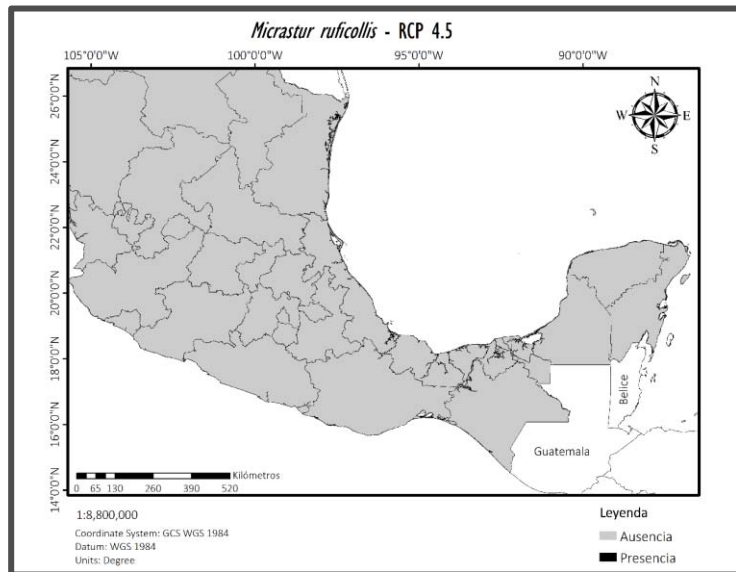 Micrastur ruficollis - RCP 4.5
105°0'0"W 100°0'0"W 95°0'0"W 90°0'0"W
26°0'0"N
24°0'0"N
22°0'0"N
20°0'0"N
18°0'0"N
16°0'0"N
14°0'0"N
N
W E
S
Belice
Guatemala
Kilómetros
0 65 130 260 390 520
1:8,800,000
Coordinate System: GCS WGS 1984
Datum: WGS 1984
Units: Degree
Leyenda
Ausencia
Presencia